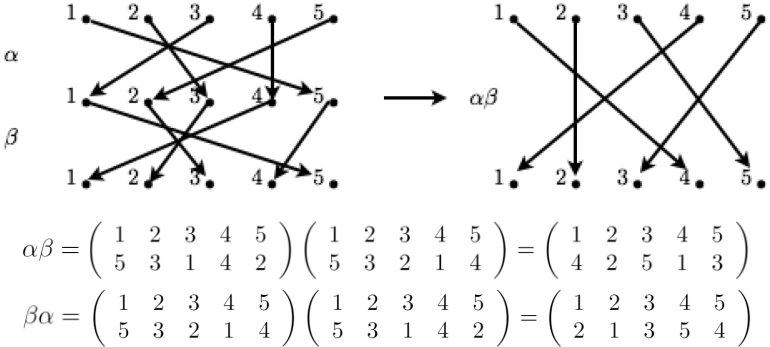 1 2 3 4 5 1 2 3 4 5
α
1 2 3 4 5 αβ
β
1 2 3 4 5 1 2 3 4 5
αβ = ( 1 2 3 4 5 ) ( 1 2 3 4 5 ) = ( 1 2 3 4 5 )
5 3 1 4 2 5 3 2 1 4 4 2 5 1 3
βα = ( 1 2 3 4 5 ) ( 1 2 3 4 5 ) = ( 1 2 3 4 5 )
5 3 2 1 4 5 3 1 4 2 2 1 3 5 4